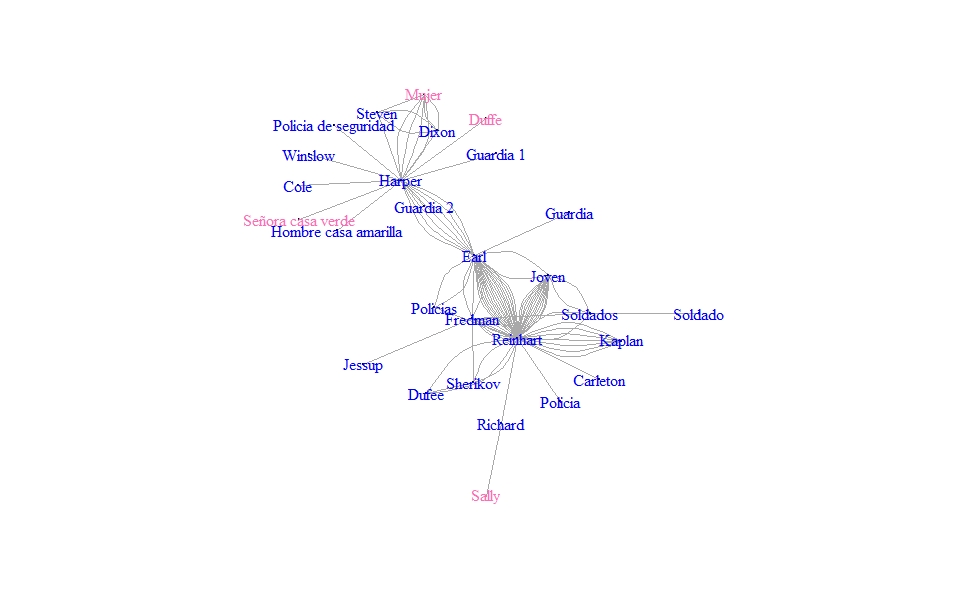 Mujer
Steven
Duffe
Policia de seguridad
Dixon
Winslow
Guardia 1
Harper
Cole
Guardia 2
Señora casa verde
Guardia
Hombre casa amarilla
Earl
Joven
Policias
Fredman
Soldados
Soldado
Reinhart
Kaplan
Jessup
Carleton
Sherikov
Dufee
Policia
Richard
Sally